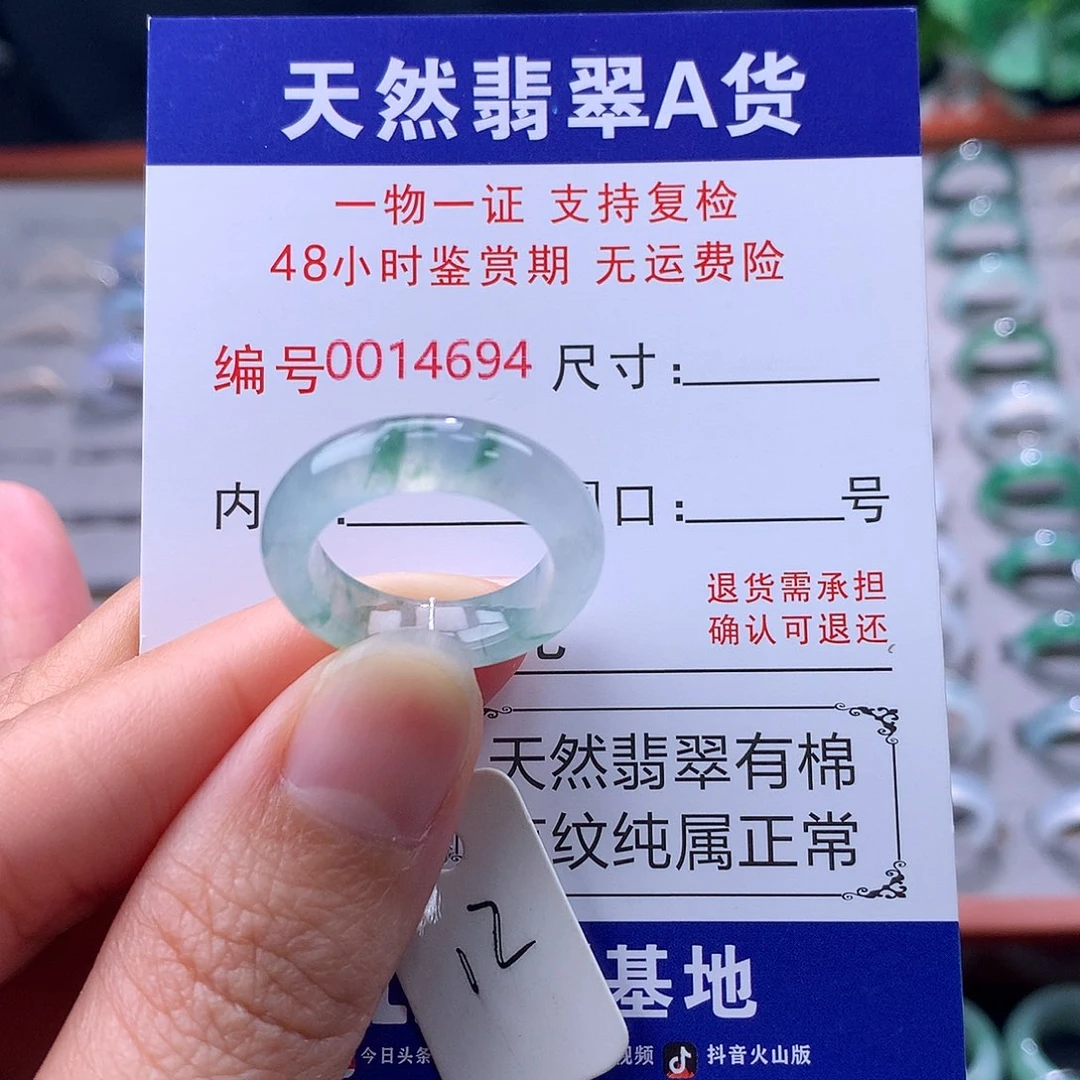 天然翡翠A货
一物一证 支持复检
48小时鉴赏期 无运费险
编号0014694 尺寸:
内 口: 号
退货需承担
确认可退还
天然翡翠有棉
纹纯属正常
12
基地
今日头条 视频 抖音火山版